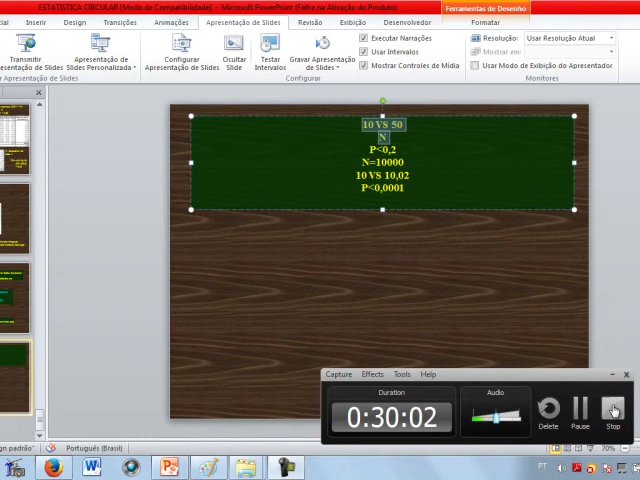 ESTATISTICA CIRCULAR [Modo de Compatibilidade] - Microsoft PowerPoint (Falha na Ativação do Produto)
Ferramentas de Desenho
Inserir Design Transições Animações Apresentação de Slides Revisão Exibição Desenvolvedor Formatar
Transmitir Apresentação de Configurar Ocultar Testar Gravar Apresentação
Slides Personalizada Apresentação de Slides Slide Intervalos de Slides
Executar Narrações
Usar Intervalos
Mostrar Controles de Mídia
Resolução: Usar Resolução Atual
Mostrar em:
Usar Modo de Exibição do Apresentador
Apresentação de Slides Configurar Monitores
10 VS 50
N
P<0,2
N=10000
10 VS 10,02
P<0,0001
Capture Effects Tools Help
Duration Audio
0:30:02
Delete Pause Stop
gn padrão" Português (Brasil) 70%
PT